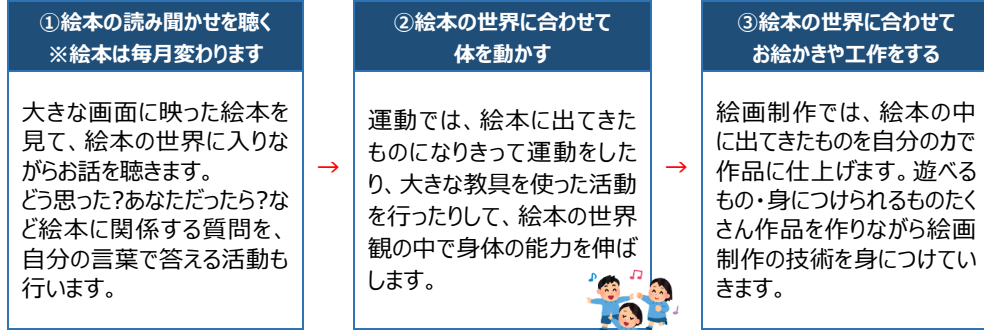 ①絵本の読み聞かせを聴く
※絵本は毎月変わります
大きな画面に映った絵本を
見て、絵本の世界に入りな
がらお話を聴きます。
どう思った?あなただったら?な
ど絵本に関係する質問を、
自分の言葉で答える活動も
行います。
→
②絵本の世界に合わせて
体を動かす
運動では、絵本に出てきた
ものになりきって運動をした
り、大きな教具を使った活動
を行ったりして、絵本の世界
観の中で身体の能力を伸ば
します。
→
③絵本の世界に合わせて
お絵かきや工作をする
絵画制作では、絵本の中
に出てきたものを自分の力で
作品に仕上げます。遊べる
もの・身につけられるものたく
さん作品を作りながら絵画
制作の技術を身につけてい
きます。